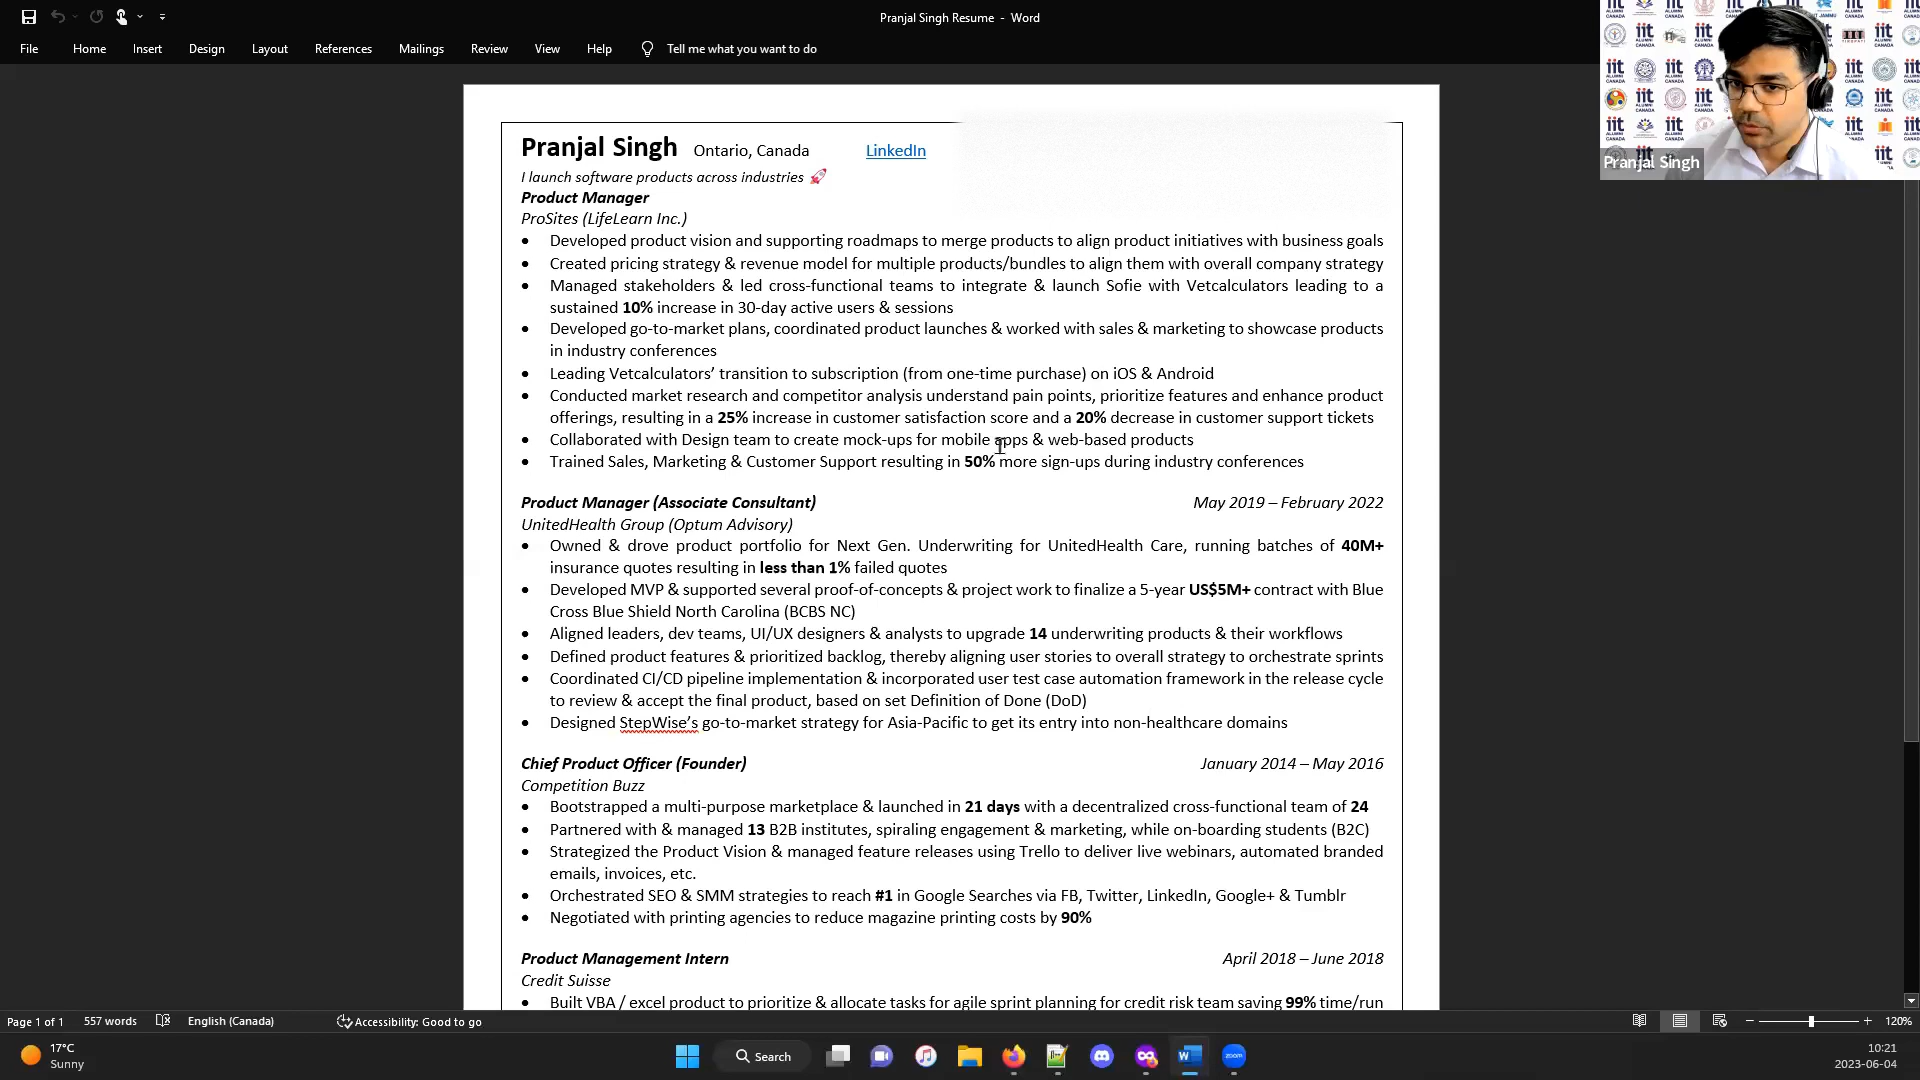 Pranjal Singh Resume - Word
File Home Insert Design Layout References Mailings Review View Help Tell me what you want to do
Pranjal Singh
Pranjal Singh Ontario, Canada LinkedIn
I launch software products across industries 🚀
Product Manager
ProSites (LifeLearn Inc.)
• Developed product vision and supporting roadmaps to merge products to align product initiatives with business goals
• Created pricing strategy & revenue model for multiple products/bundles to align them with overall company strategy
• Managed stakeholders & led cross-functional teams to integrate & launch Sofie with Vetcalculators leading to a
sustained 10% increase in 30-day active users & sessions
• Developed go-to-market plans, coordinated product launches & worked with sales & marketing to showcase products
in industry conferences
• Leading Vetcalculators’ transition to subscription (from one-time purchase) on iOS & Android
• Conducted market research and competitor analysis understand pain points, prioritize features and enhance product
offerings, resulting in a 25% increase in customer satisfaction score and a 20% decrease in customer support tickets
• Collaborated with Design team to create mock-ups for mobile apps & web-based products
• Trained Sales, Marketing & Customer Support resulting in 50% more sign-ups during industry conferences
Product Manager (Associate Consultant) May 2019 – February 2022
UnitedHealth Group (Optum Advisory)
• Owned & drove product portfolio for Next Gen. Underwriting for UnitedHealth Care, running batches of 40M+
insurance quotes resulting in less than 1% failed quotes
• Developed MVP & supported several proof-of-concepts & project work to finalize a 5-year US$5M+ contract with Blue
Cross Blue Shield North Carolina (BCBS NC)
• Aligned leaders, dev teams, UI/UX designers & analysts to upgrade 14 underwriting products & their workflows
• Defined product features & prioritized backlog, thereby aligning user stories to overall strategy to orchestrate sprints
• Coordinated CI/CD pipeline implementation & incorporated user test case automation framework in the release cycle
to review & accept the final product, based on set Definition of Done (DoD)
• Designed StepWise’s go-to-market strategy for Asia-Pacific to get its entry into non-healthcare domains
Chief Product Officer (Founder) January 2014 – May 2016
Competition Buzz
• Bootstrapped a multi-purpose marketplace & launched in 21 days with a decentralized cross-functional team of 24
• Partnered with & managed 13 B2B institutes, spiraling engagement & marketing, while on-boarding students (B2C)
• Strategized the Product Vision & managed feature releases using Trello to deliver live webinars, automated branded
emails, invoices, etc.
• Orchestrated SEO & SMM strategies to reach #1 in Google Searches via FB, Twitter, LinkedIn, Google+ & Tumblr
• Negotiated with printing agencies to reduce magazine printing costs by 90%
Product Management Intern April 2018 – June 2018
Credit Suisse
• Built VBA / excel product to prioritize & allocate tasks for agile sprint planning for credit risk team saving 99% time/run
Page 1 of 1 557 words English (Canada) Accessibility: Good to go 120%
17°C
Sunny
Search
zoom
10:21
2023-06-04